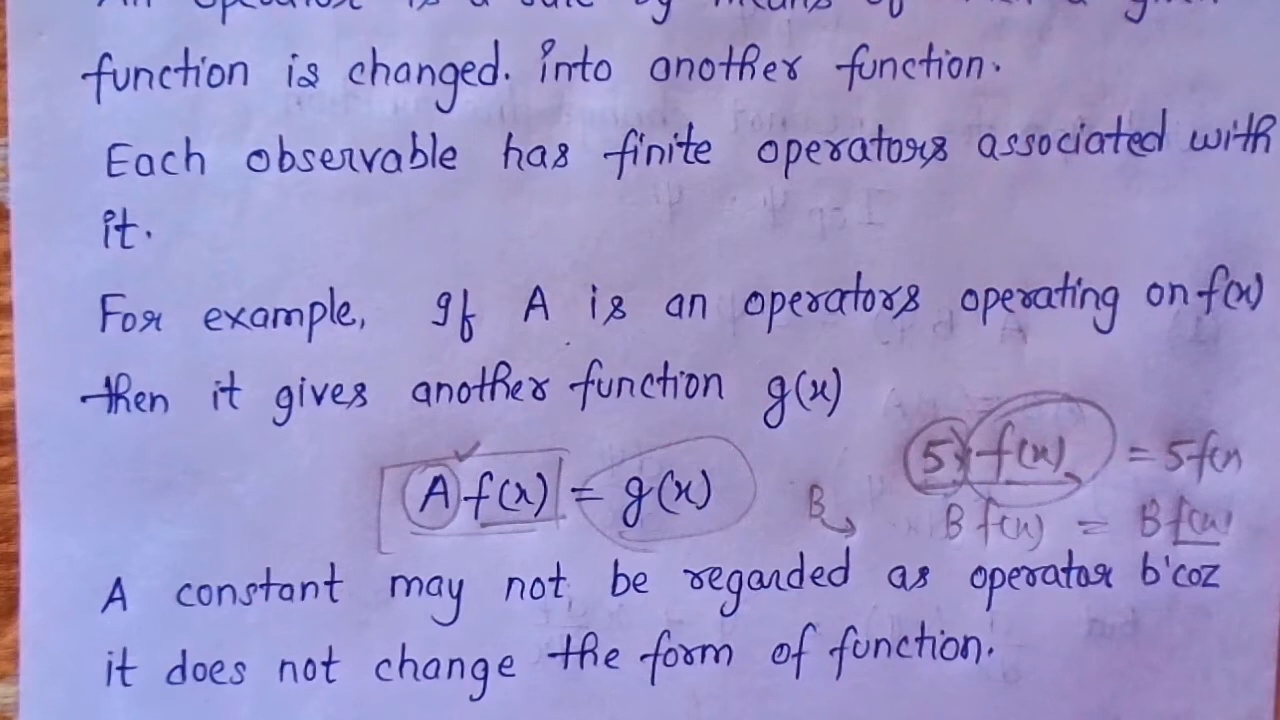 function is changed. into another function.
Each observable has finite operators associated with
it.
For example, If A is an operators operating on f(x)
then it gives another function g(x)
5 × f(x) = 5f(x
A f(x) = g(x)
B → B f(x) = B f(x)
A constant may not be regarded as operator b'coz
it does not change the form of function.